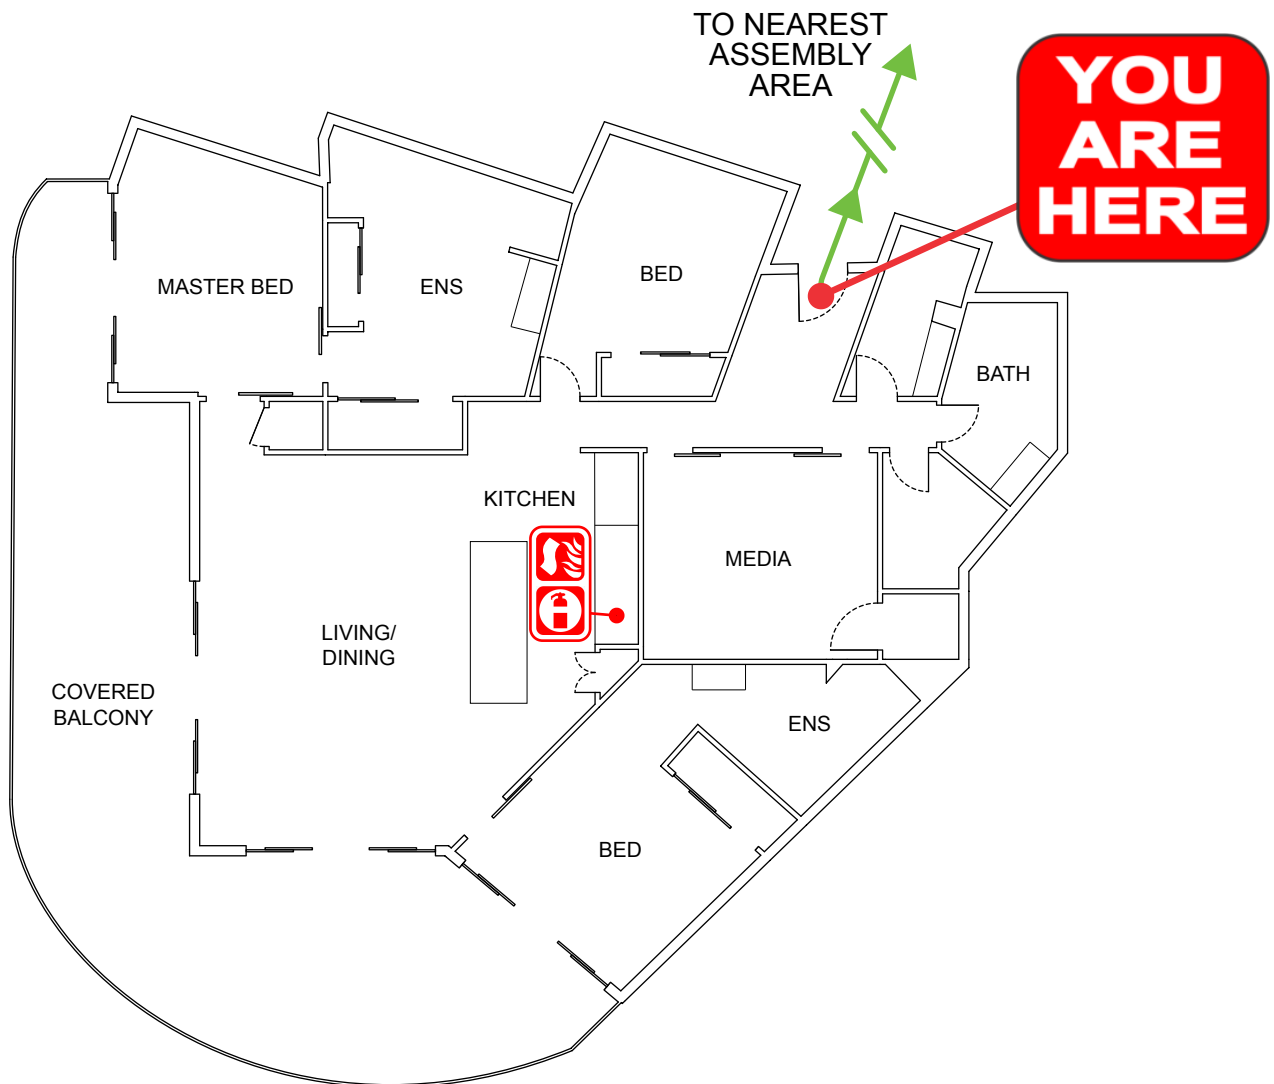 TO NEAREST
ASSEMBLY
AREA
YOU
ARE
HERE
MASTER BED
ENS
BED
BATH
KITCHEN
MEDIA
LIVING/
DINING
COVERED
BALCONY
ENS
BED